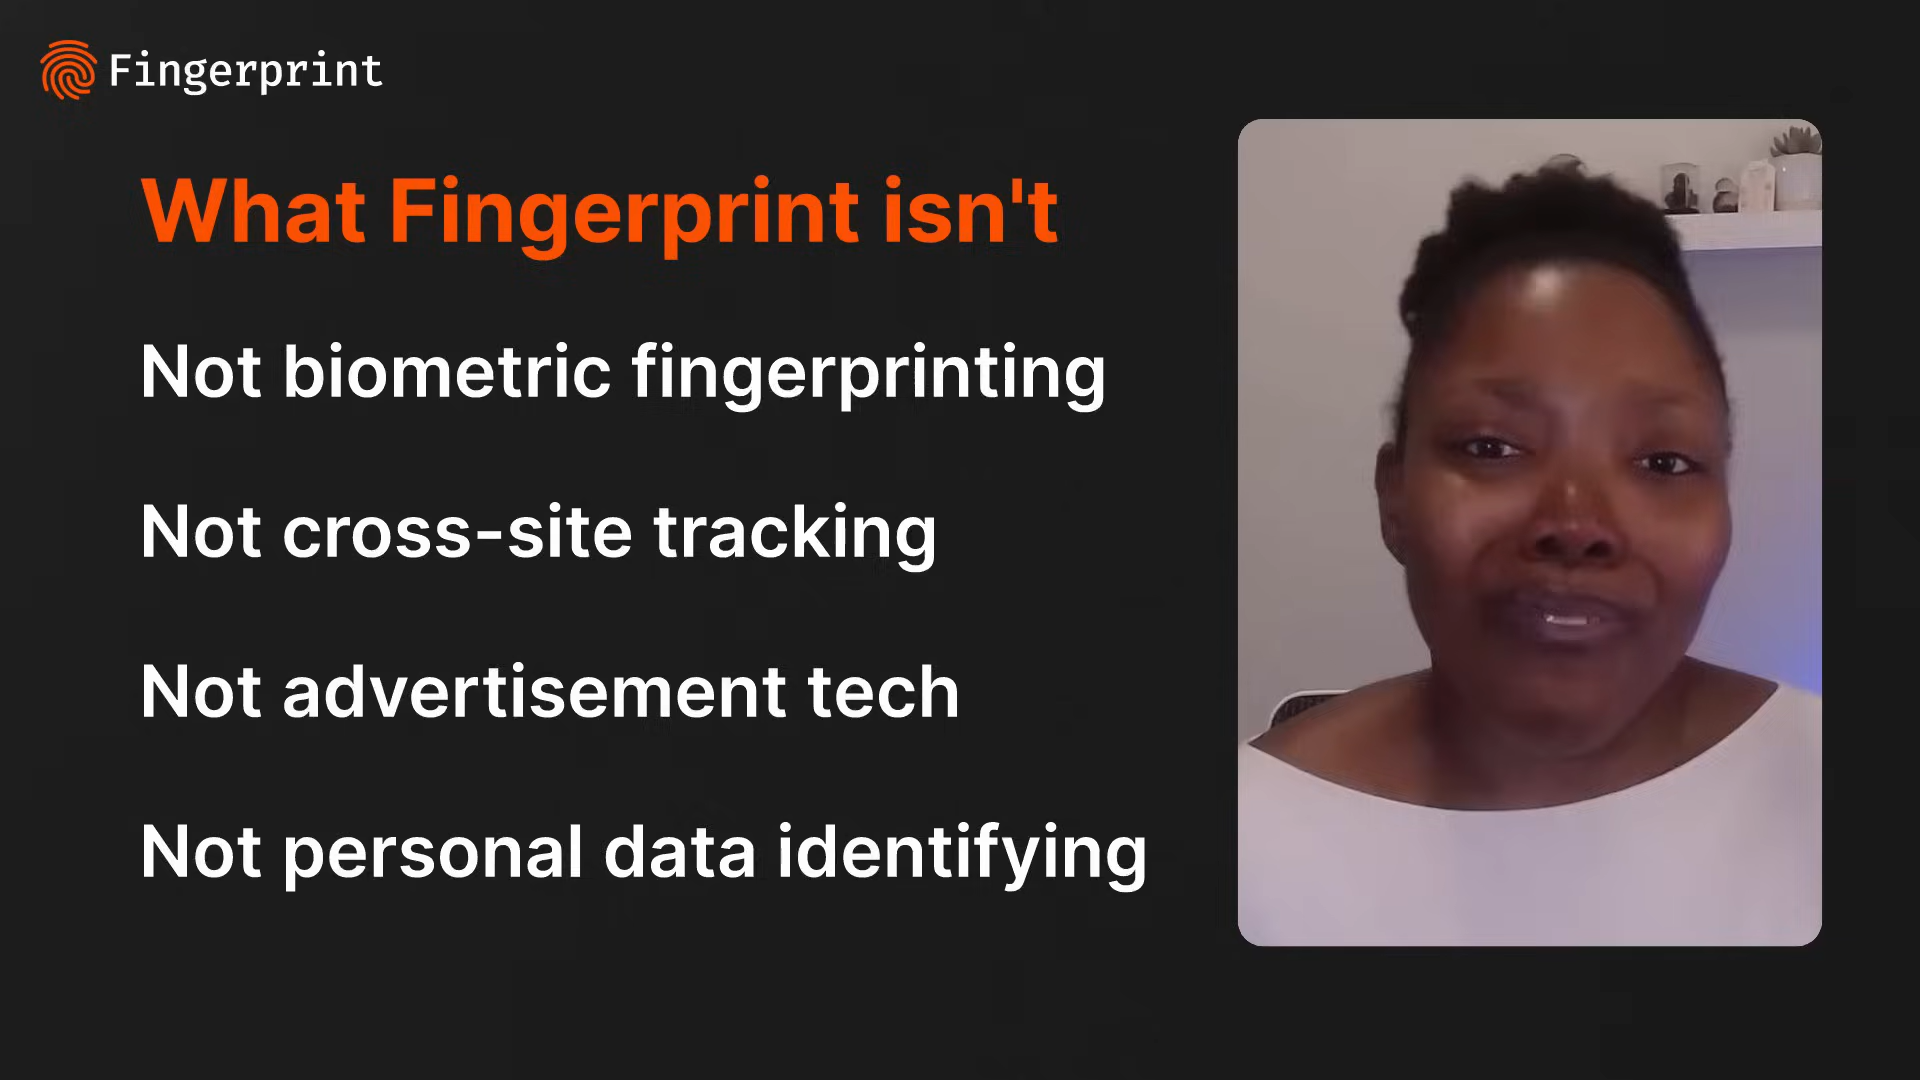 Fingerprint
What Fingerprint isn't
Not biometric fingerprinting
Not cross-site tracking
Not advertisement tech
Not personal data identifying